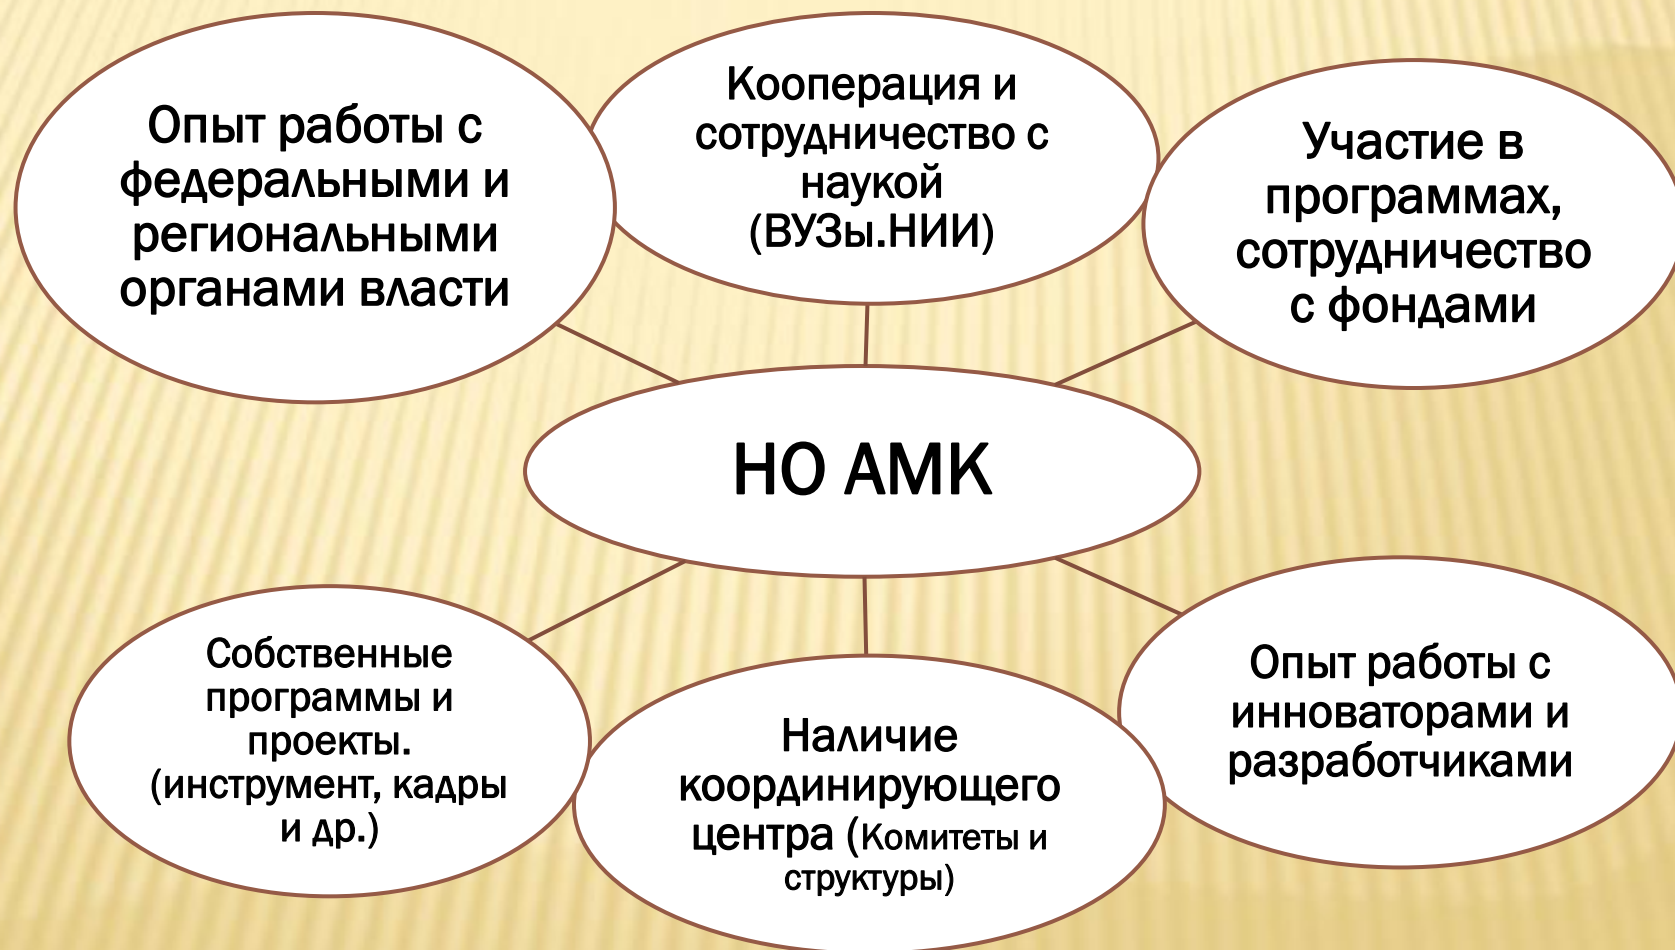 Опыт работы с
федеральными и
региональными
органами власти
Кооперация и
сотрудничество с
наукой
(ВУЗы.НИИ)
Участие в
программах,
сотрудничество
с фондами
НО АМК
Собственные
программы и
проекты.
(инструмент, кадры
и др.)
Наличие
координирующего
центра (Комитеты и
структуры)
Опыт работы с
инноваторами и
разработчиками